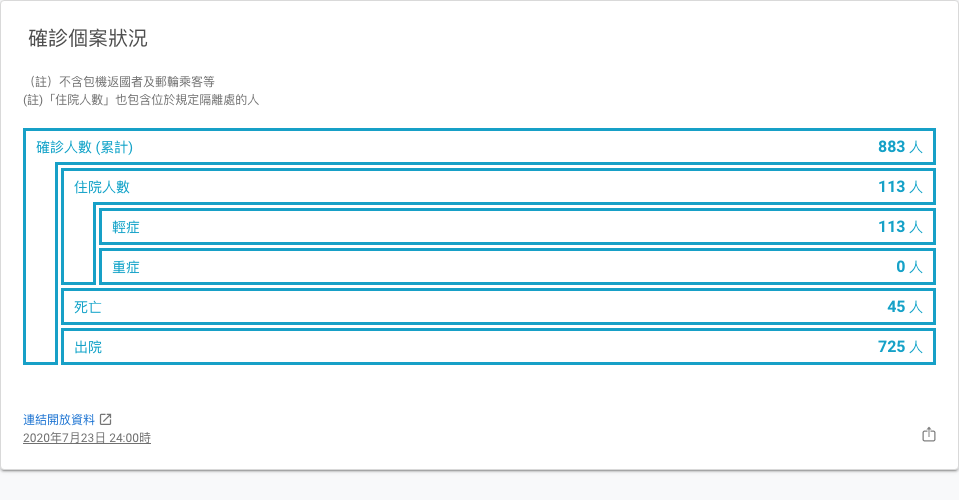 確診個案狀況
（註）不含包機返國者及郵輪乘客等
(註)「住院人數」也包含位於規定隔離處的人
確診人數 (累計) 883 人
住院人數 113 人
輕症 113 人
重症 0 人
死亡 45 人
出院 725 人
連結開放資料
2020年7月23日 24:00時